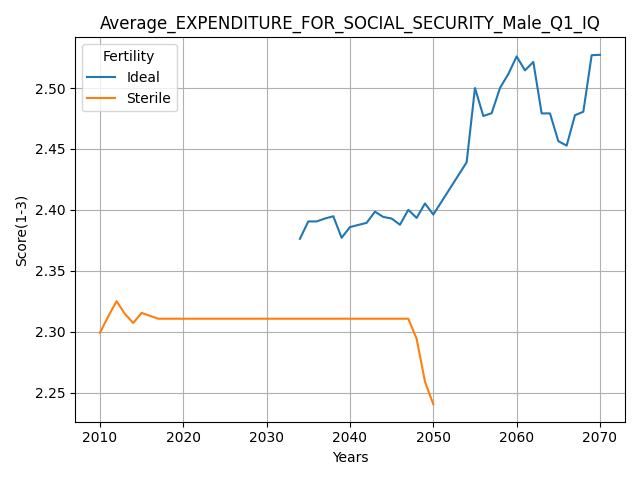 Average_EXPENDITURE_FOR_SOCIAL_SECURITY_Male_Q1_IQ
Fertility
Ideal
Sterile
Score(1-3)
2.50
2.45
2.40
2.35
2.30
2.25
2010 2020 2030 2040 2050 2060 2070
Years